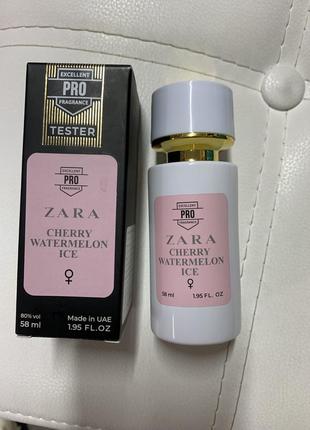 EXCELLENT
PRO
FRAGRANCE
TESTER
EXCELLENT
PRO
FRAGRANCE
ZARA
CHERRY
WATERMELON
ICE
80% vol
58 ml
Made in UAE
1.95 FL.OZ
EXCELLENT
PRO
FRAGRANCE
ZARA
CHERRY
WATERMELON
ICE
58 ml
1.95 FL.OZ